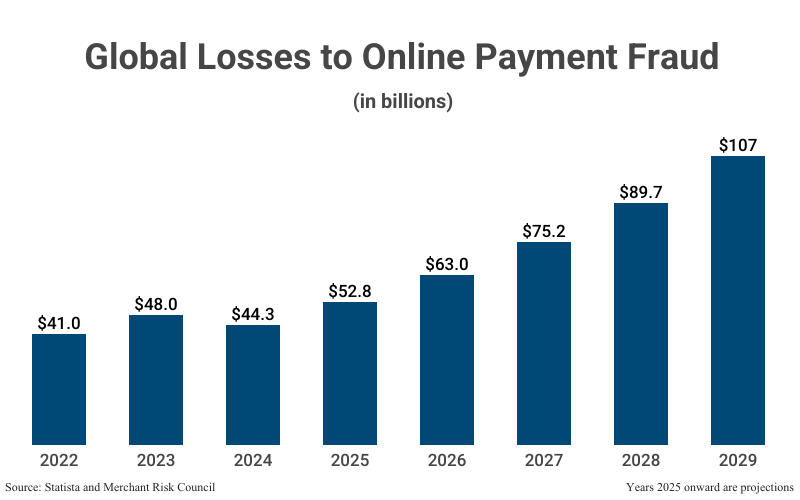 Global Losses to Online Payment Fraud
(in billions)
$41.0
$48.0
$44.3
$52.8
$63.0
$75.2
$89.7
$107
2022 2023 2024 2025 2026 2027 2028 2029
Source: Statista and Merchant Risk Council
Years 2025 onward are projections